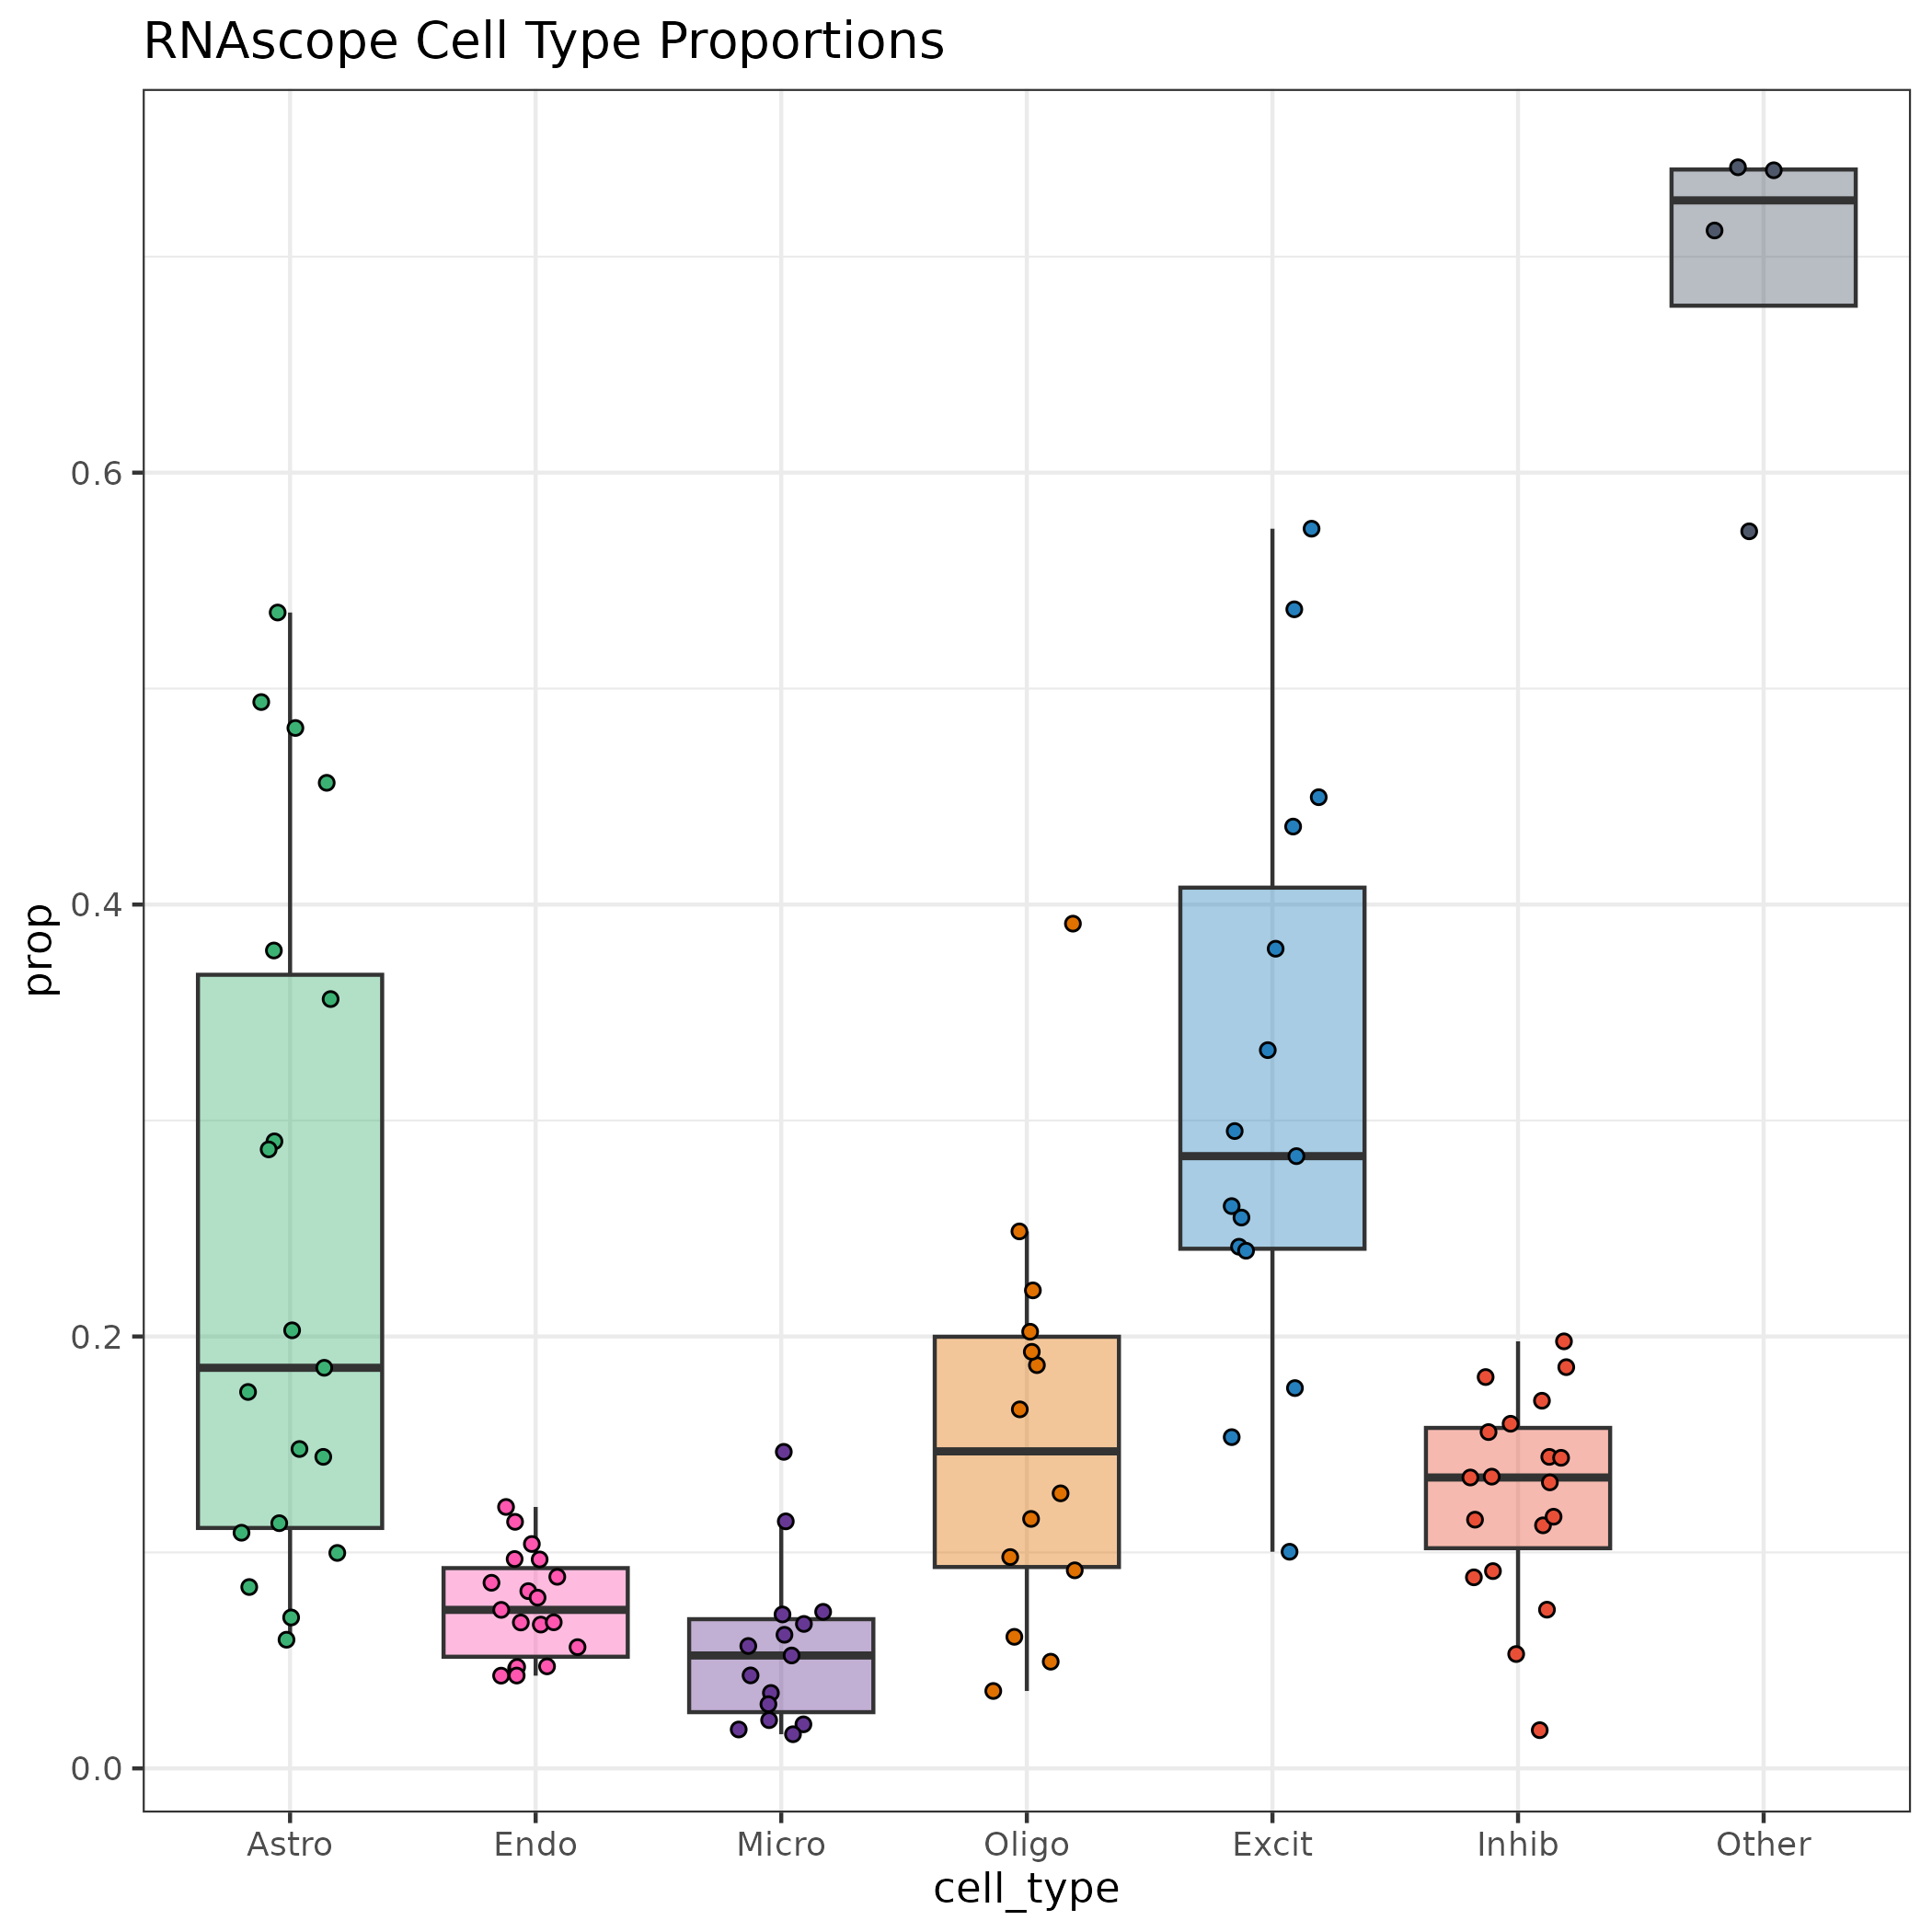 RNAscope Cell Type Proportions
prop
0.6
0.4
0.2
0.0
Astro Endo Micro Oligo Excit Inhib Other
cell_type